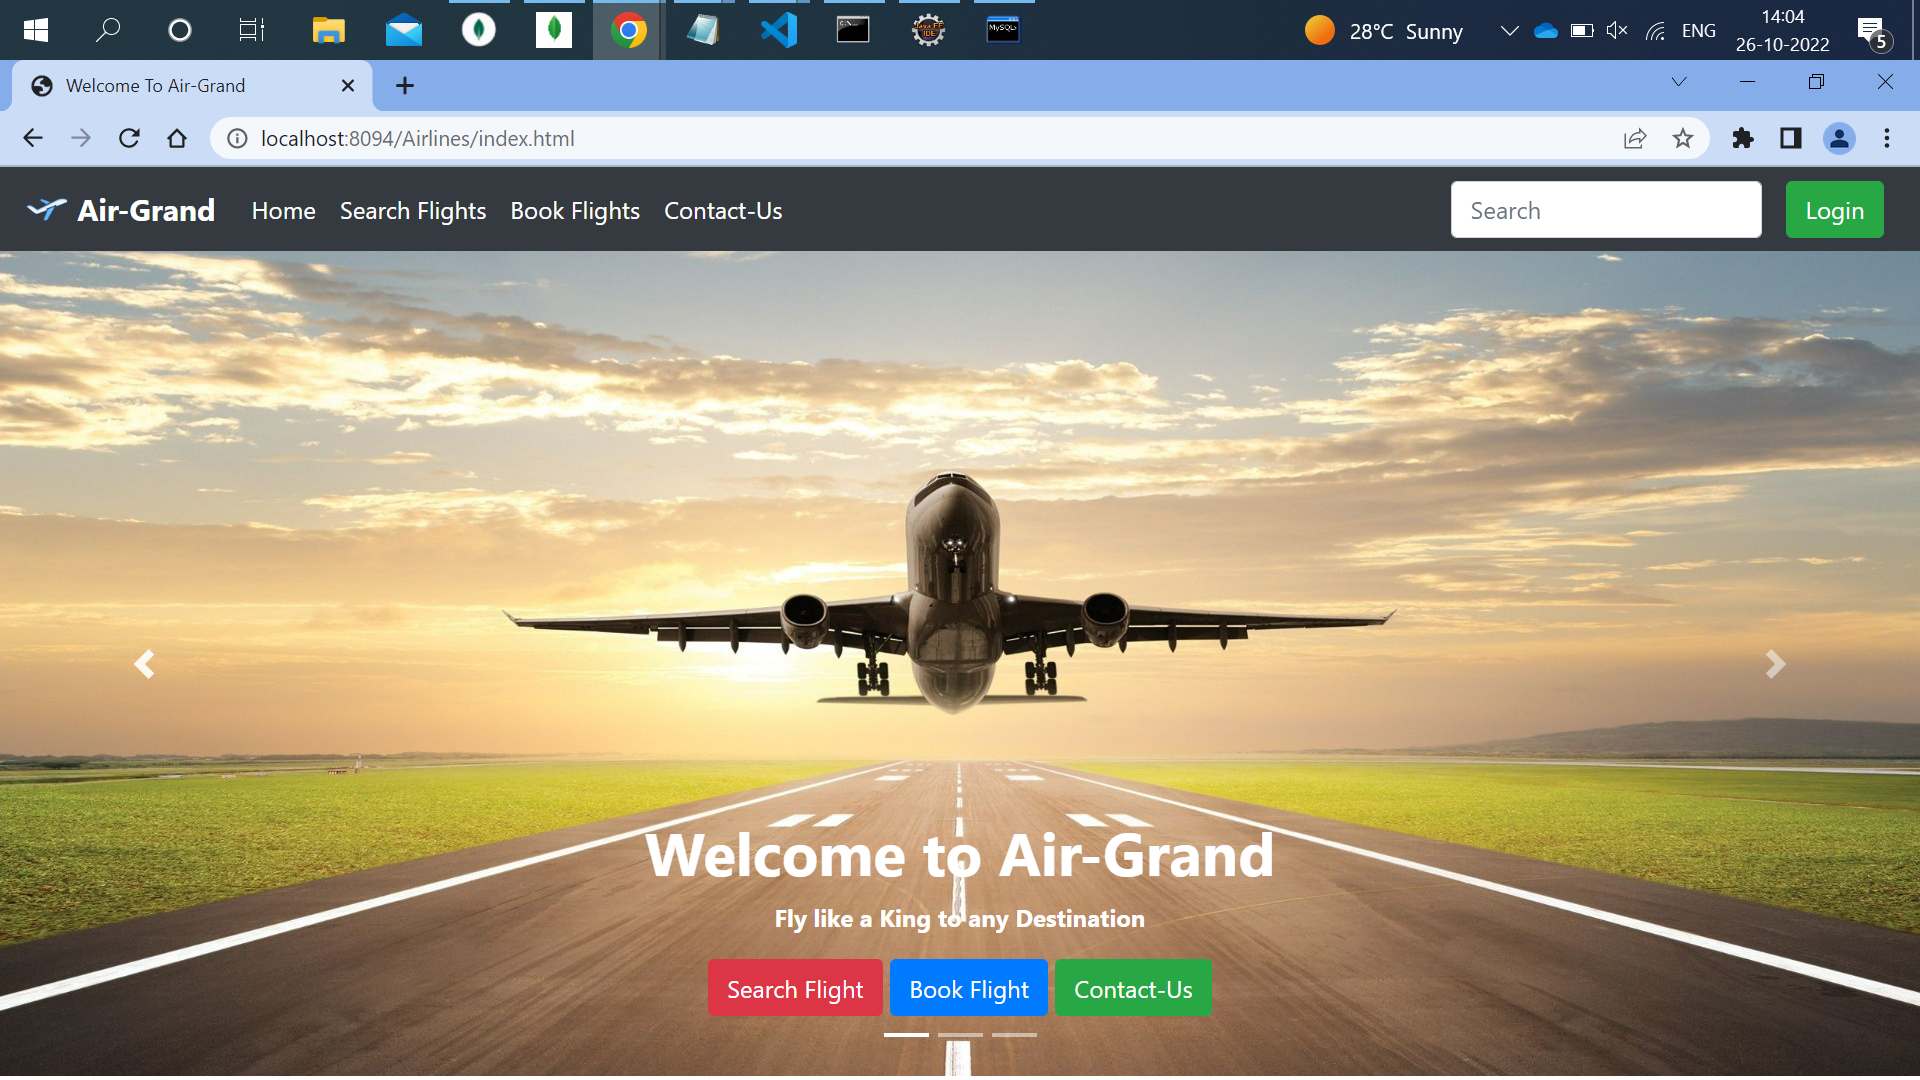 28°C Sunny
ENG
14:04
26-10-2022
5
MySQL
Welcome To Air-Grand
localhost:8094/Airlines/index.html
Air-Grand Home Search Flights Book Flights Contact-Us Search Login
Welcome to Air-Grand
Fly like a King to any Destination
Search Flight Book Flight Contact-Us